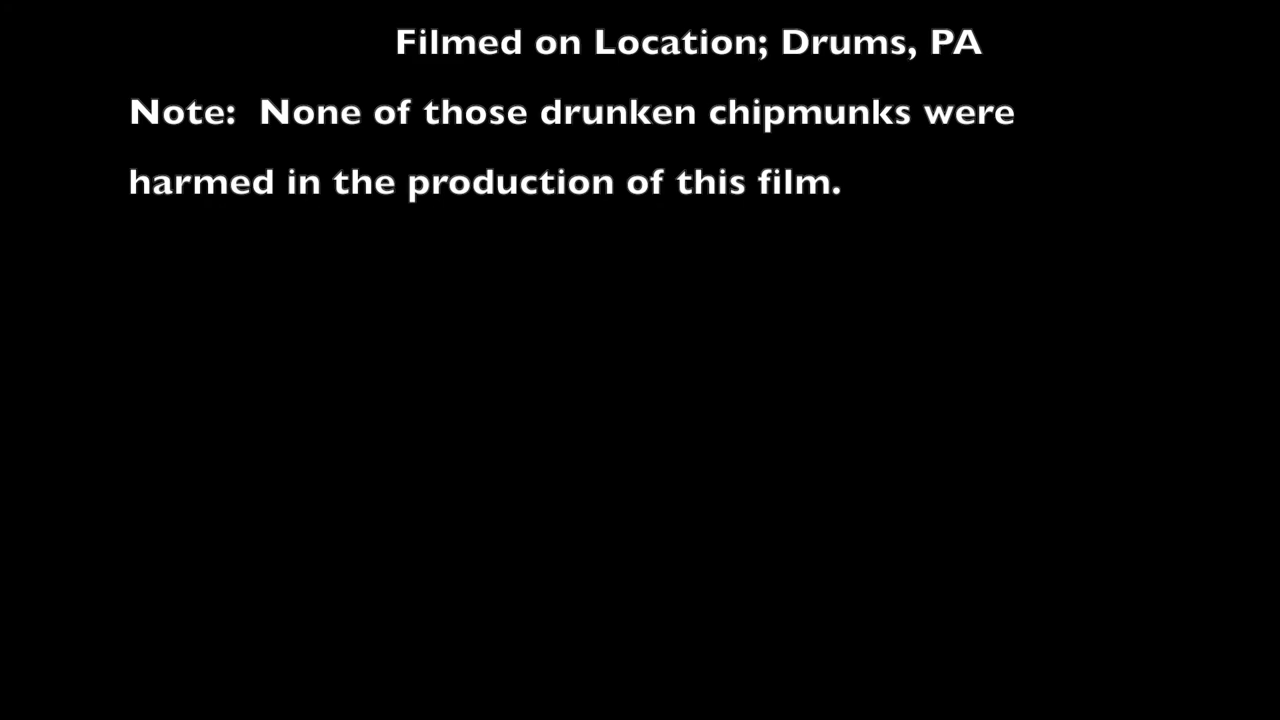 Filmed on Location; Drums, PA
Note:  None of those drunken chipmunks were
harmed in the production of this film.